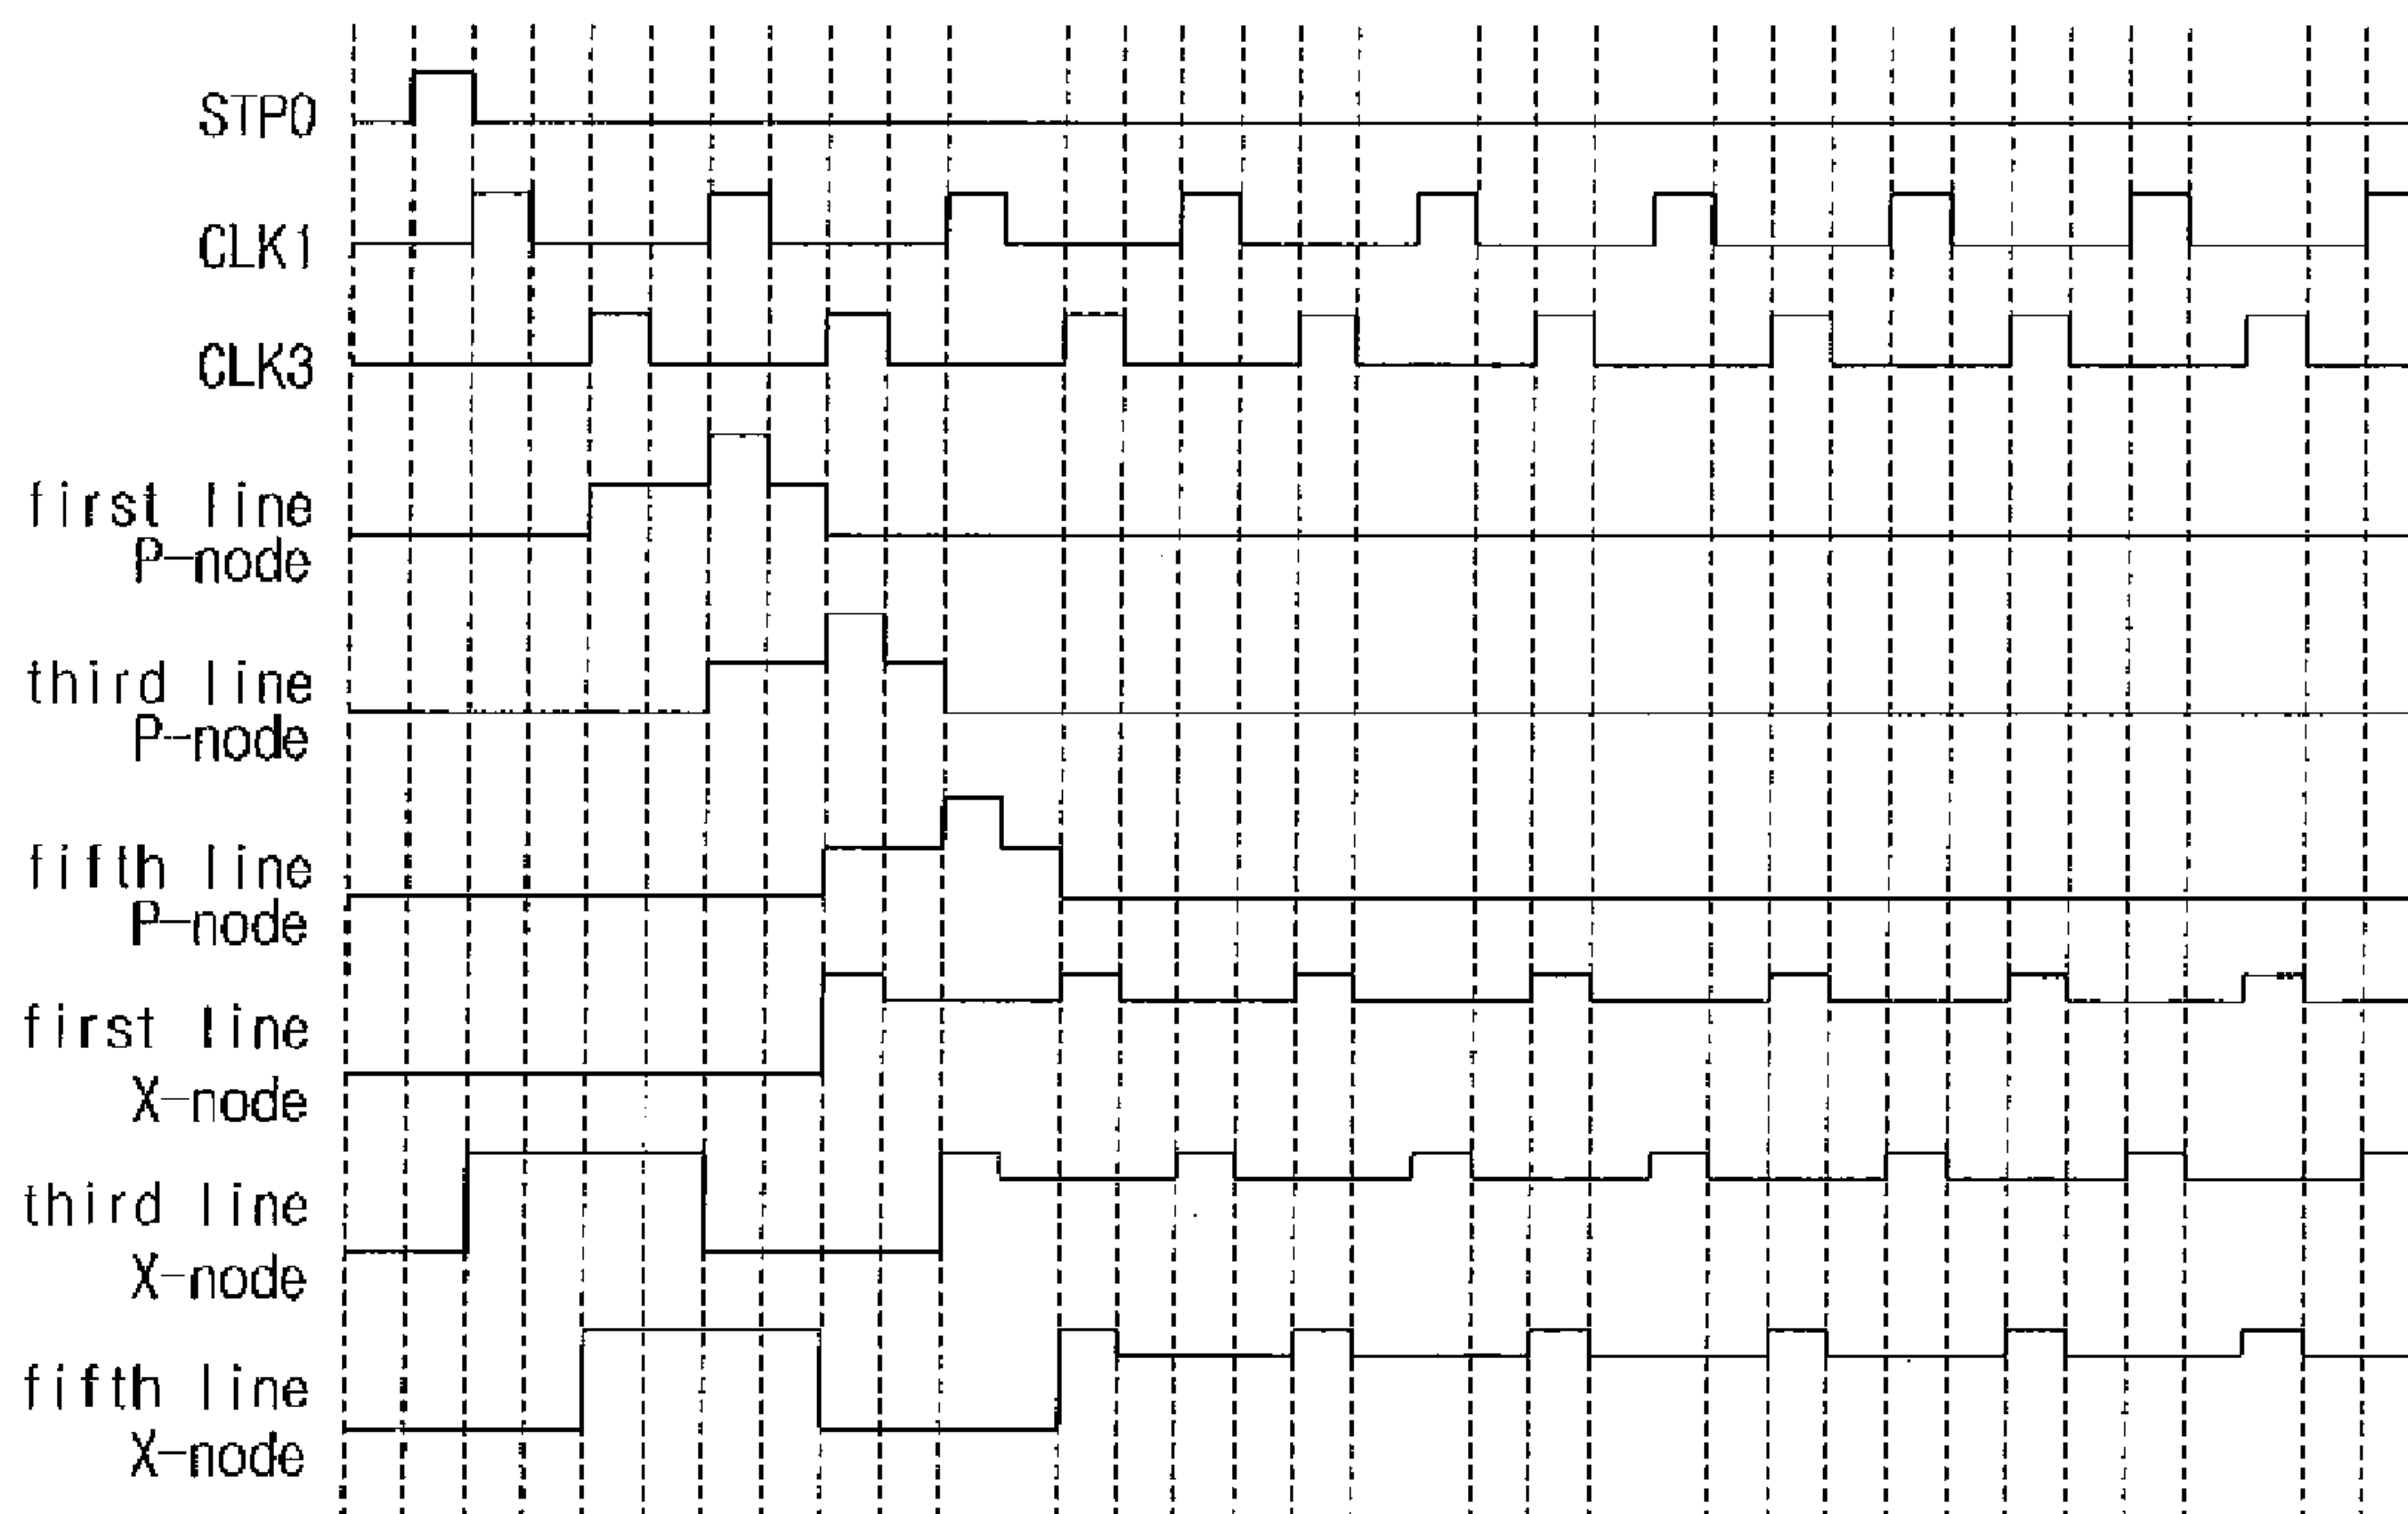 STP0
CLK1
CLK3
first line
P-node
third line
P-node
fifth line
P-node
first line
X-node
third line
X-node
fifth line
X-node